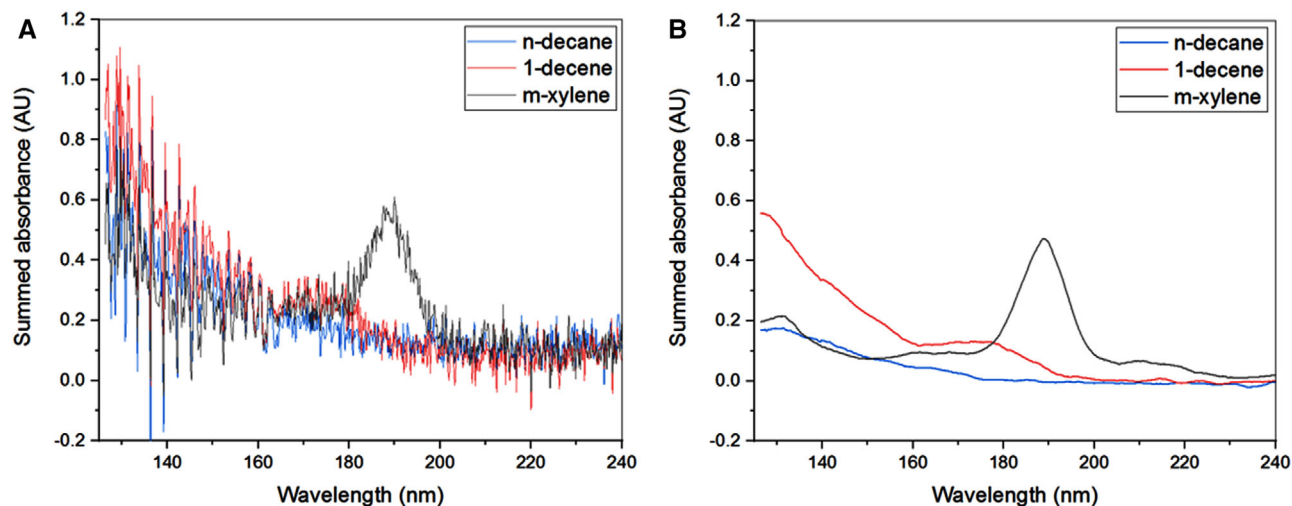 A
1.2
1.0
0.8
0.6
0.4
0.2
0.0
-0.2
140 160 180 200 220 240
Summed absorbance (AU)
Wavelength (nm)
n-decane
1-decene
m-xylene
B
1.2
1.0
0.8
0.6
0.4
0.2
0.0
-0.2
140 160 180 200 220 240
Summed absorbance (AU)
Wavelength (nm)
n-decane
1-decene
m-xylene